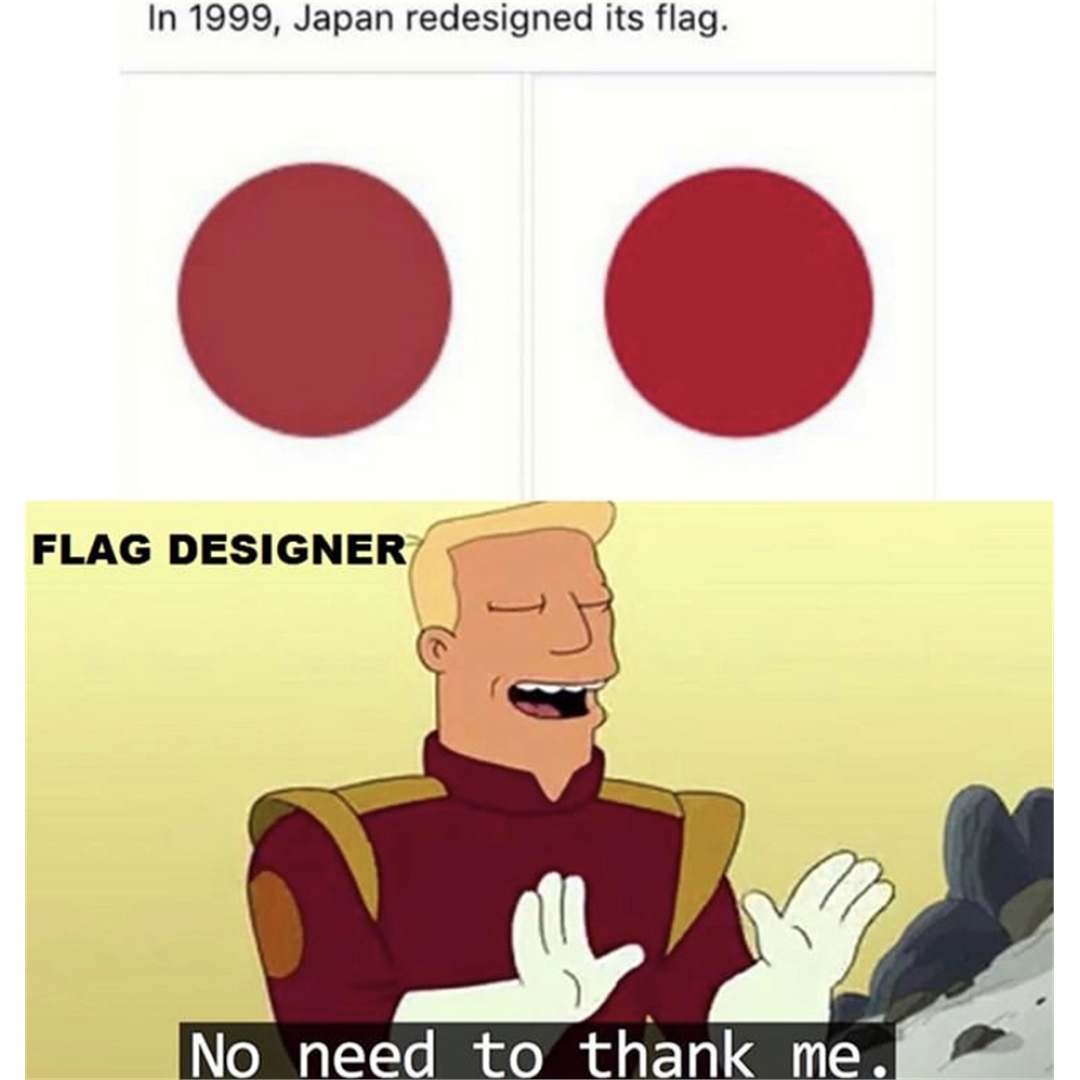 In 1999, Japan redesigned its flag.
FLAG DESIGNER
No need to thank me.